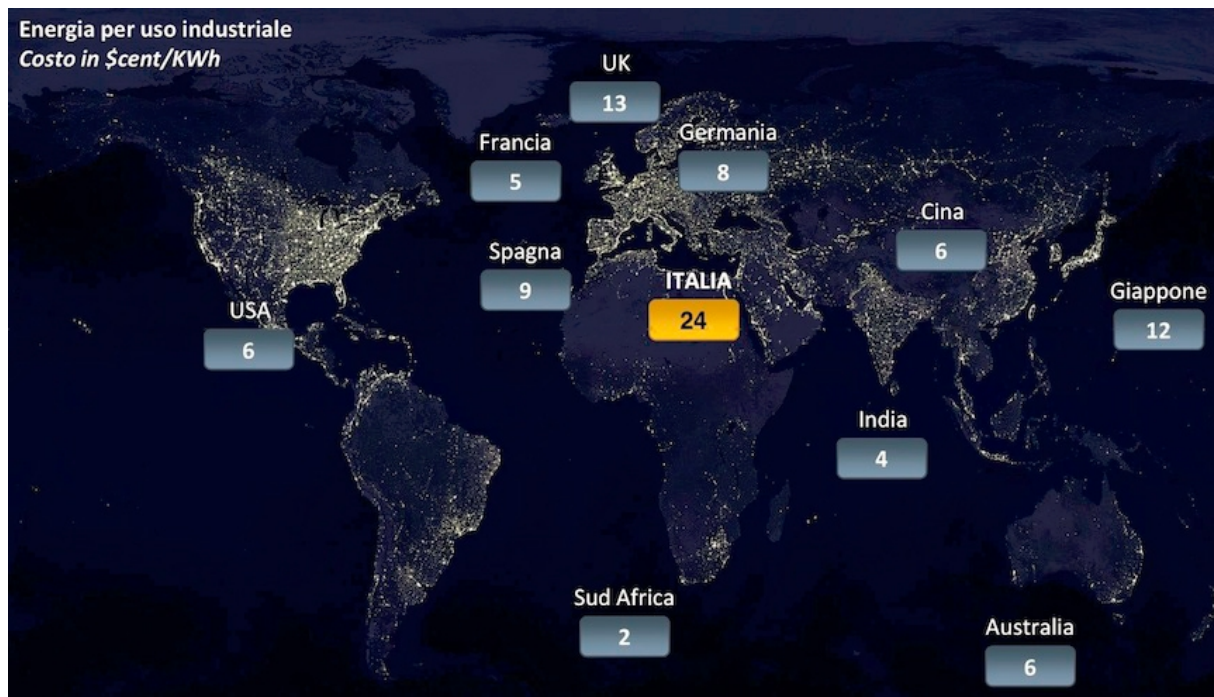 Energia per uso industriale
Costo in $cent/KWh
UK
13
Francia
5
Germania
8
Cina
6
Spagna
9
ITALIA
24
Giappone
12
USA
6
India
4
Sud Africa
2
Australia
6